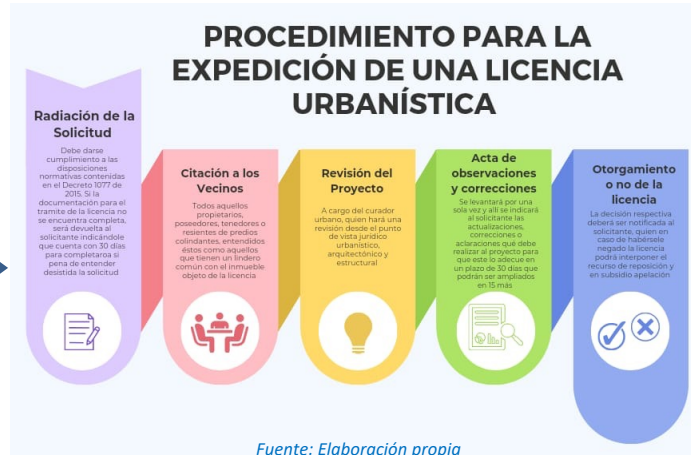 PROCEDIMIENTO PARA LA
EXPEDICIÓN DE UNA LICENCIA
URBANÍSTICA
Radiación de la
Solicitud
Debe darse
cumplimiento a las
disposiciones
normativas contenidas
en el Decreto 1077 de
2015. Si la
documentación para el
tramite de la licencia no
se encuentra completa,
será devuelta al
solicitante indicándole
que cuenta con 30 días
para completaroa si
pena de entender
desistida la solicitud
Citación a los
Vecinos
Todos aquellos
propietarios,
poseedores, tenedores o
resientes de predios
colindantes, entendidos
éstos como aquellos
que tienen un lindero
común con el inmueble
objeto de la licencia
Revisión del
Proyecto
A cargo del curador
urbano, quien hará una
revisión desde el punto
de vista jurídico
urbanístico,
arquitectónico y
estructural
Acta de
observaciones
y correcciones
Se levantará por una
sola vez y allí se indicará
al solicitante las
actualizaciones,
correcciones o
aclaraciones qué debe
realizar al proyecto para
que este lo adecue en
un plazo de 30 días que
podrán ser ampliados
en 15 más
Otorgamiento
o no de la
licencia
La decisión respectiva
deberá ser notificada al
solicitante, quien en
caso de habérsele
negado la licencia
podrá interponer el
recurso de reposición y
en subsidio apelación
Fuente: Elaboración propia